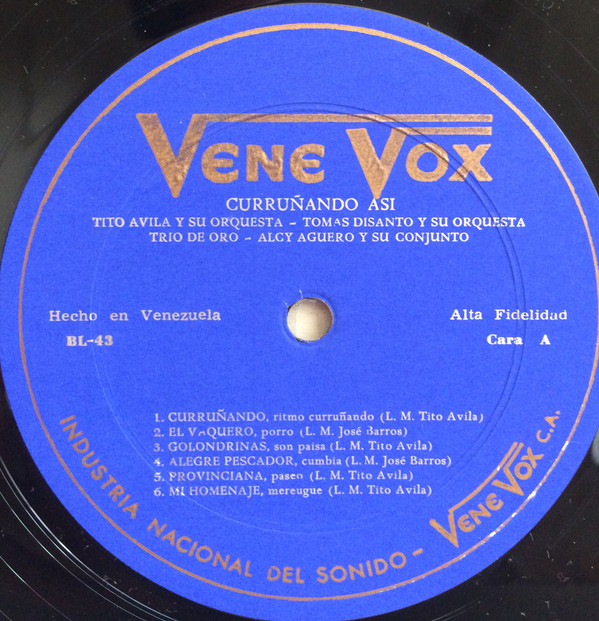 VENE VOX
CURRUÑANDO ASI
TITO AVILA Y SU ORQUESTA - TOMAS DISANTO Y SU ORQUESTA
TRIO DE ORO - ALCY AGUERO Y SU CONJUNTO
Hecho en Venezuela
Alta Fidelidad
BL-43
Cara A
1. CURRUÑANDO, ritmo curruñando (L. M. Tito Avila)
2. EL VAQUERO, porro (L. M. José Barros)
3. GOLONDRINAS, son paisa (L. M. Tito Avila)
4. ALEGRE PESCADOR, cumbia (L. M. José Barros)
5. PROVINCIANA, paseo (L. M. Tito Avila)
6. MI HOMENAJE, mereugue (L. M. Tito Avila)
INDUSTRIA NACIONAL DEL SONIDO - VENE VOX C.A.